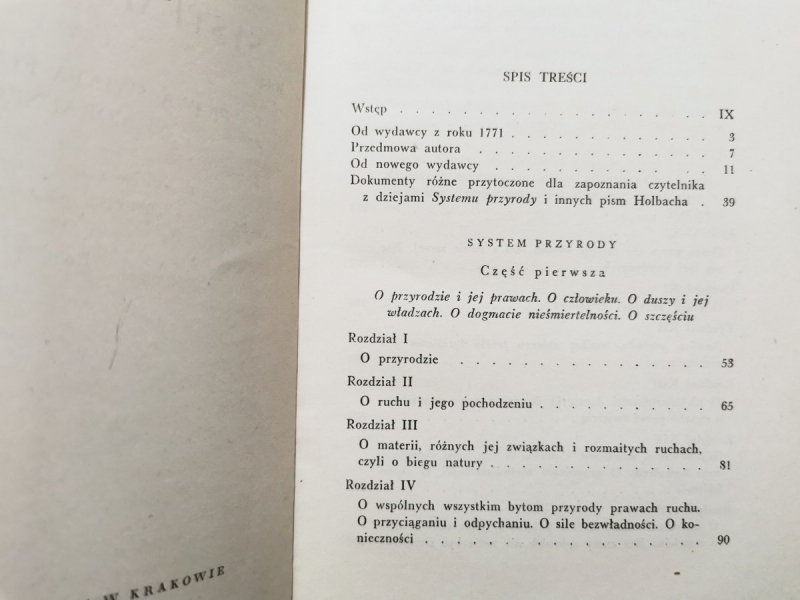 SPIS TREŚCI
Wstęp . . . . . . . . . . . . . . . . IX
Od wydawcy z roku 1771 . . . . . . . . . . 3
Przedmowa autora . . . . . . . . . . . . 7
Od nowego wydawcy . . . . . . . . . . . . 11
Dokumenty różne przytoczone dla zapoznania czytelnika
z dziejami Systemu przyrody i innych pism Holbacha . 39
SYSTEM PRZYRODY
Część pierwsza
O przyrodzie i jej prawach. O człowieku. O duszy i jej
władzach. O dogmacie nieśmiertelności. O szczęściu
Rozdział I
O przyrodzie . . . . . . . . . . . . . 53
Rozdział II
O ruchu i jego pochodzeniu . . . . . . . . . 65
Rozdział III
O materii, różnych jej związkach i rozmaitych ruchach,
czyli o biegu natury . . . . . . . . . . . . 81
Rozdział IV
O wspólnych wszystkim bytom przyrody prawach ruchu.
O przyciąganiu i odpychaniu. O sile bezwładności. O ko-
nieczności . . . . . . . . . . . . . . . 90
W KRAKOWIE